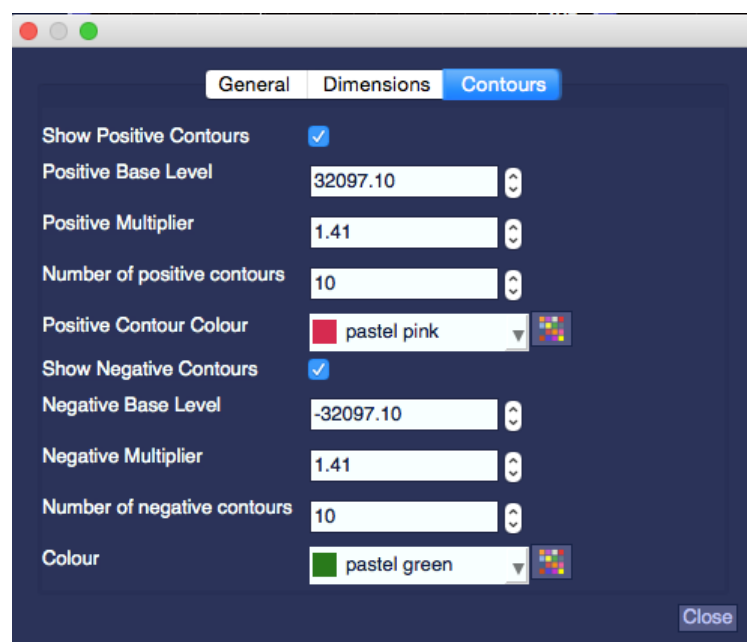 General Dimensions Contours
Show Positive Contours
Positive Base Level 32097.10
Positive Multiplier 1.41
Number of positive contours 10
Positive Contour Colour pastel pink
Show Negative Contours
Negative Base Level -32097.10
Negative Multiplier 1.41
Number of negative contours 10
Colour pastel green
Close